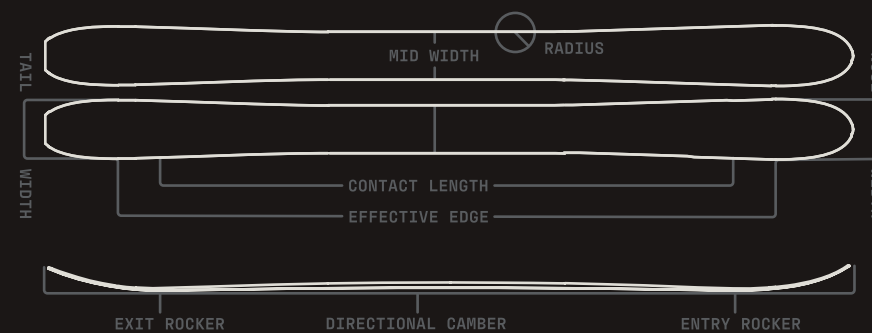 MID WIDTH
RADIUS
TAIL
WIDTH
CONTACT LENGTH
EFFECTIVE EDGE
EXIT ROCKER
DIRECTIONAL CAMBER
ENTRY ROCKER